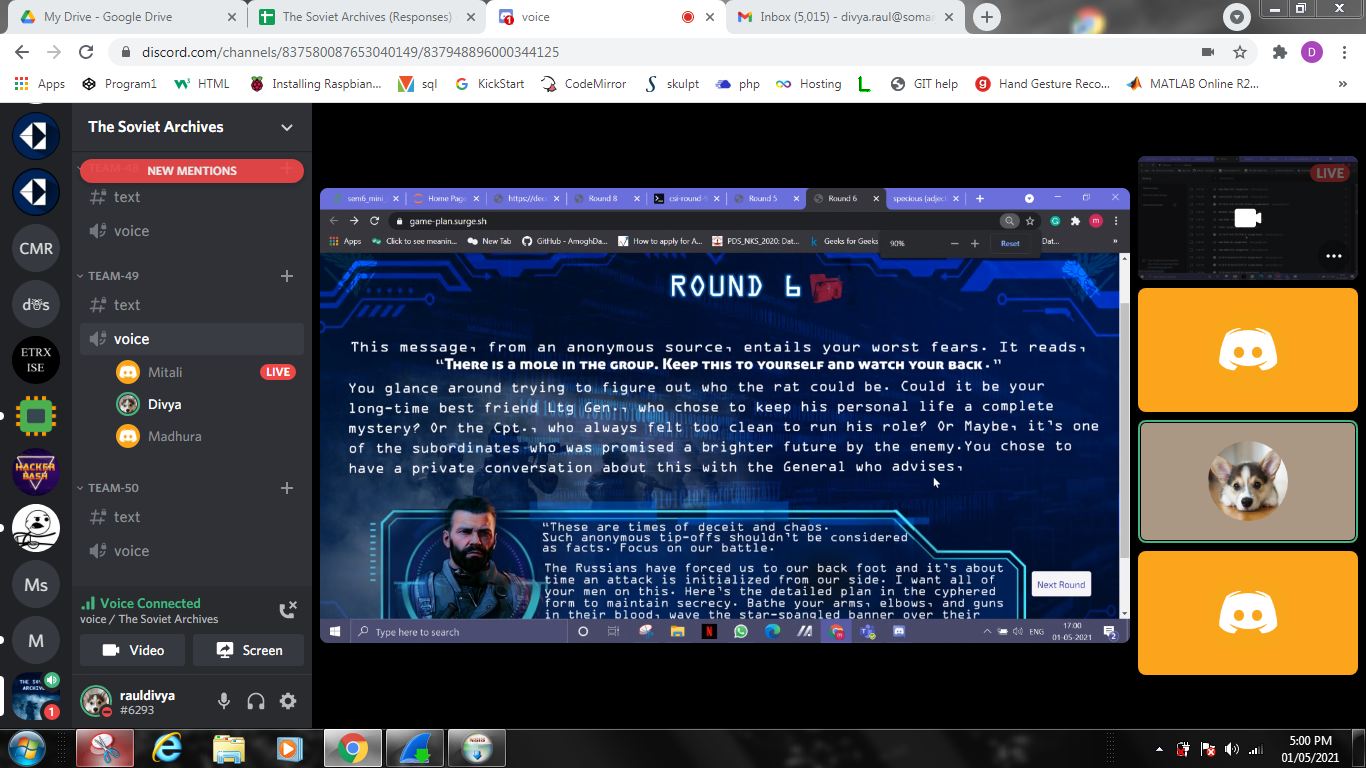 My Drive - Google Drive
The Soviet Archives (Responses)
voice
Inbox (5,015) - divya.raul@somai
discord.com/channels/837580087653040149/837948896000344125
D
Apps
Program1
HTML
Installing Raspbian...
sql
KickStart
CodeMirror
skulpt
php
Hosting
GIT help
Hand Gesture Reco...
MATLAB Online R2...
»
The Soviet Archives
NEW MENTIONS
text
voice
CMR
TEAM-49
text
voice
ETRX
ISE
Mitali
LIVE
Divya
Madhura
HACKER
BASH
TEAM-50
text
voice
Ms
Voice Connected
voice / The Soviet Archives
M
Video
Screen
rauldivya
#6293
1
sem6_mini_
Home Page
https://dec
Round 8
csi-round-
Round 5
Round 6
specious (adject
game-plan.surge.sh
m
Apps
Click to see meanin...
New Tab
GitHub - AmoghDa...
How to apply for A...
PDS_NKS_2020: Dat...
Geeks for Geeks
Dat...
»
90%
Reset
ROUND 6
This message, from an anonymous source, entails your worst fears. It reads,
“There is a mole in the group. Keep this to yourself and watch your back.”
You glance around trying to figure out who the rat could be. Could it be your
long-time best friend Ltg Gen., who chose to keep his personal life a complete
mystery? Or the Cpt., who always felt too clean to run his role? Or Maybe, it's one
of the subordinates who was promised a brighter future by the enemy.You chose to
have a private conversation about this with the General who advises,
“These are times of deceit and chaos.
Such anonymous tip-offs shouldn't be considered
as facts. Focus on our battle.
The Russians have forced us to our back foot and it's about
time an attack is initialized from our side. I want all of
your men on this. Here's the detailed plan in the cyphered
form to maintain secrecy. Bathe your arms, elbows, and guns
in their blood, wave the star-spangled banner over their
Next Round
Type here to search
ENG
17:00
01-05-2021
2
LIVE
5:00 PM
01/05/2021